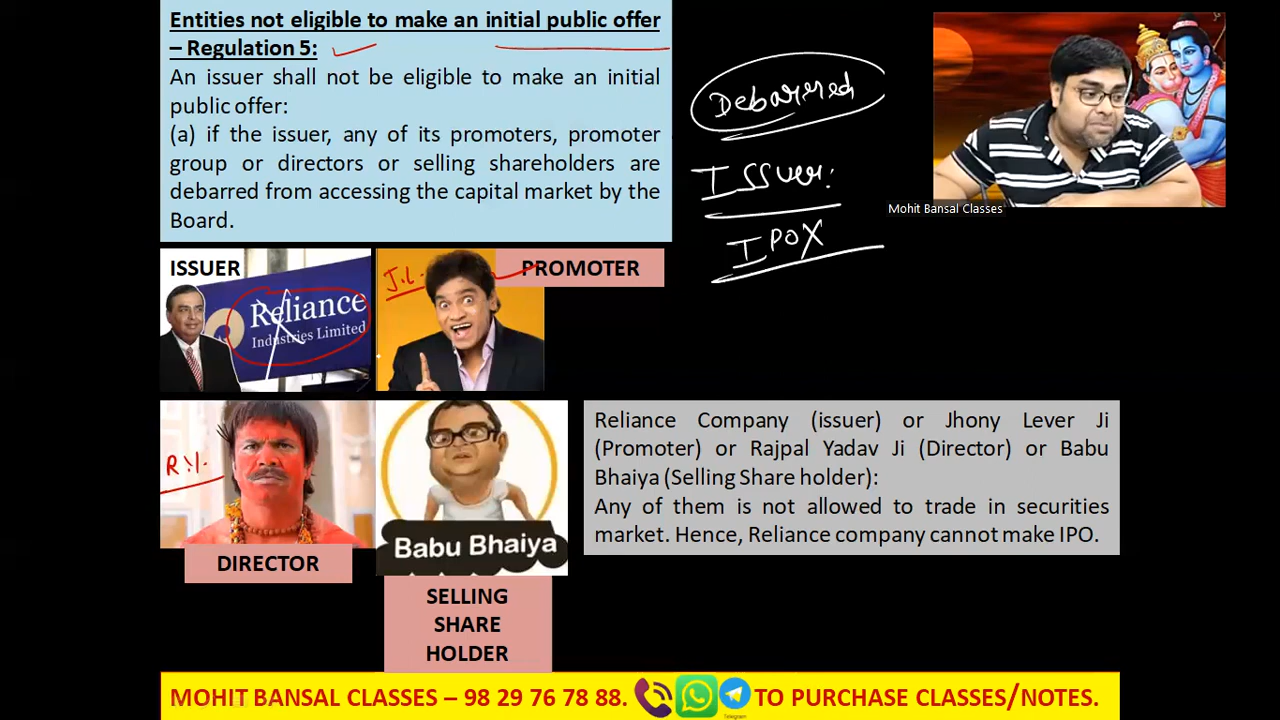 Entities not eligible to make an initial public offer
– Regulation 5:
An issuer shall not be eligible to make an initial
public offer:
(a) if the issuer, any of its promoters, promoter
group or directors or selling shareholders are
debarred from accessing the capital market by the
Board.
Debarred
Issuer:
IPO X
Mohit Bansal Classes
ISSUER
Reliance
Industries Limited
J.L.
PROMOTER
R.Y.
DIRECTOR
Babu Bhaiya
SELLING
SHARE
HOLDER
Reliance Company (issuer) or Jhony Lever Ji
(Promoter) or Rajpal Yadav Ji (Director) or Babu
Bhaiya (Selling Share holder):
Any of them is not allowed to trade in securities
market. Hence, Reliance company cannot make IPO.
MOHIT BANSAL CLASSES – 98 29 76 78 88. TO PURCHASE CLASSES/NOTES.
Telegram